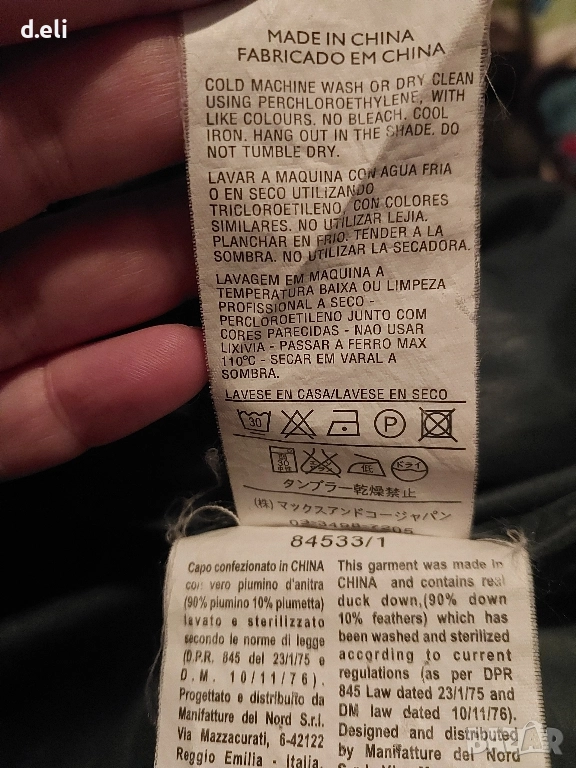 d.eli
MADE IN CHINA
FABRICADO EM CHINA
COLD MACHINE WASH OR DRY CLEAN
USING PERCHLOROETHYLENE, WITH
LIKE COLOURS. NO BLEACH. COOL
IRON. HANG OUT IN THE SHADE. DO
NOT TUMBLE DRY.
LAVAR A MAQUINA CON AGUA FRIA
O EN SECO UTILIZANDO
TRICLOROETILENO, CON COLORES
SIMILARES. NO UTILIZAR LEJIA.
PLANCHAR EN FRIO. TENDER A LA
SOMBRA. NO UTILIZAR LA SECADORA.
LAVAGEM EM MAQUINA A
TEMPERATURA BAIXA OU LIMPEZA
PROFISSIONAL A SECO -
PERCLOROETILENO JUNTO COM
CORES PARECIDAS - NAO USAR
LIXIVIA - PASSAR A FERRO MAX
110°C - SECAR EM VARAL A
SOMBRA.
LAVESE EN CASA/LAVESE EN SECO
30 P
低 ドライ
タンブラー乾燥禁止
(株)マックスアンドコージャパン
84533/1
Capo confezionato in CHINA
con vero piumino d'anitra
(90% piumino 10% plumetta)
lavato e sterilizzato
secondo le norme di legge
(D.P.R. 845 del 23/1/75 e
D.M. 10/11/76).
Progettato e distribuito da
Manifatture del Nord S.r.l.
Via Mazzacurati, 6-42122
Reggio Emilia - Italia.
This garment was made in
CHINA and contains real
duck down,(90% down
10% feathers) which has
been washed and sterilized
according to current
regulations (as per DPR
845 Law dated 23/1/75 and
DM law dated 10/11/76).
Designed and distributed
by Manifatture del Nord